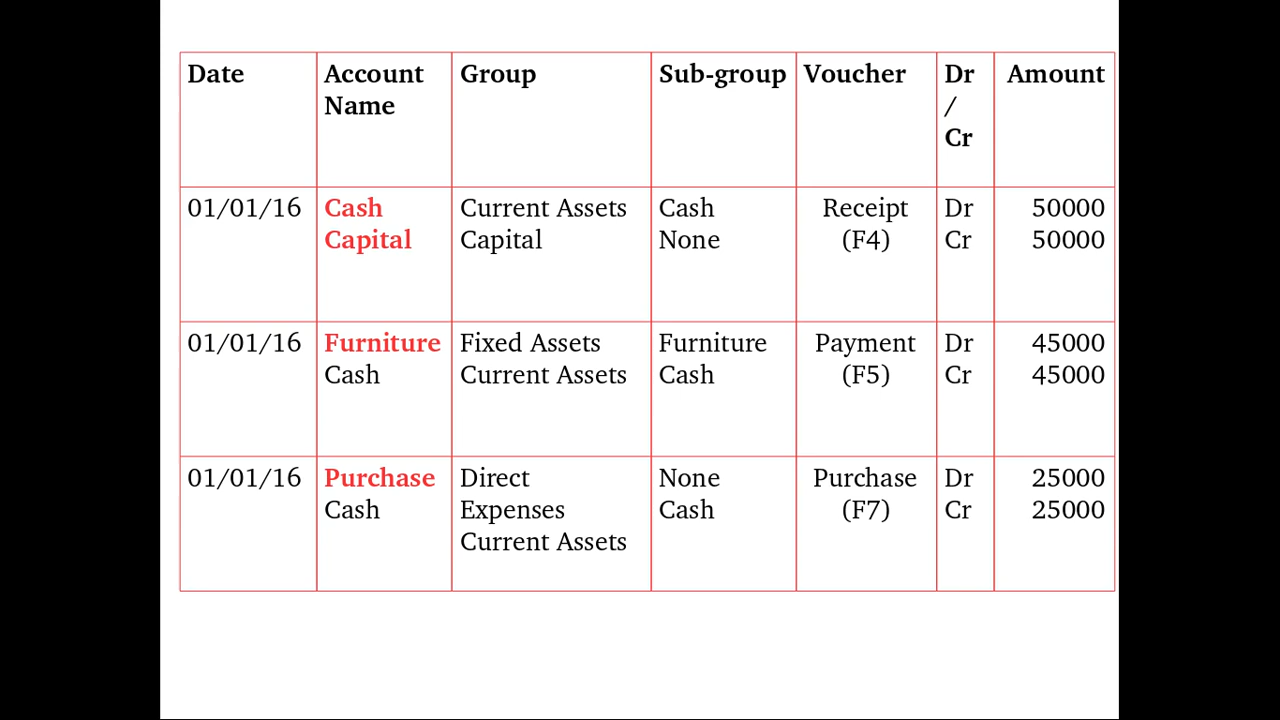 Date Account Name Group Sub-group Voucher Dr / Cr Amount
01/01/16 Cash Current Assets Cash Receipt Dr 50000
Capital Capital None (F4) Cr 50000
01/01/16 Furniture Fixed Assets Furniture Payment Dr 45000
Cash Current Assets Cash (F5) Cr 45000
01/01/16 Purchase Direct None Purchase Dr 25000
Cash Expenses Cash (F7) Cr 25000
Current Assets